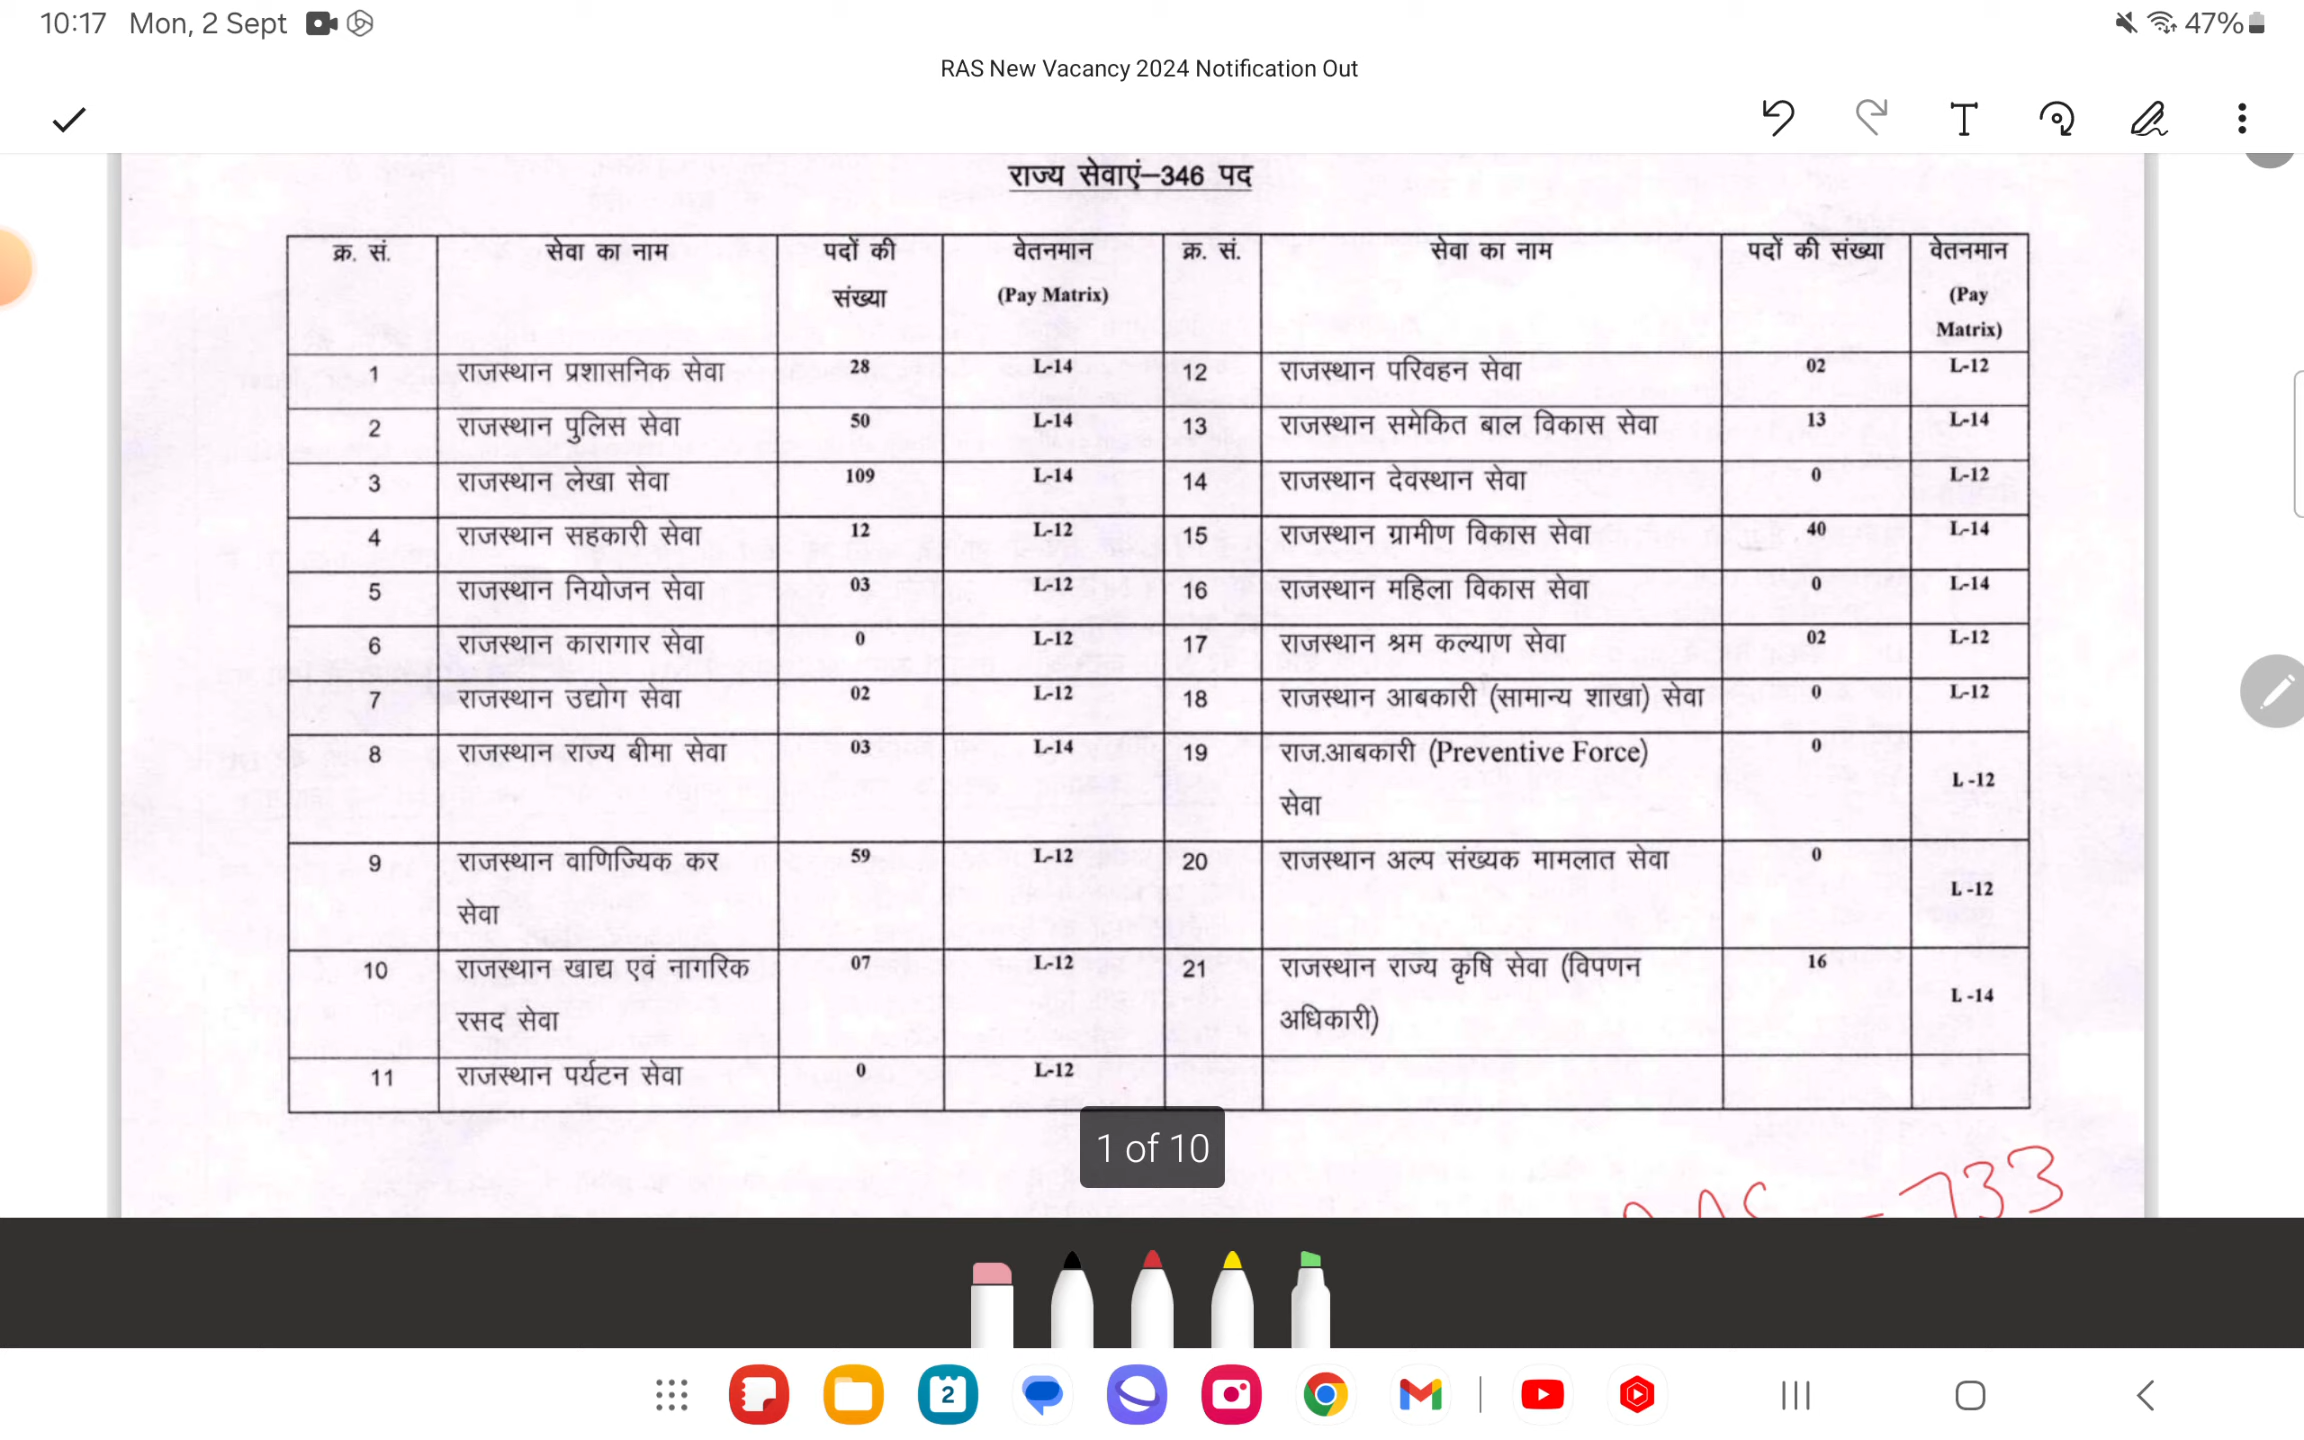 10:17 Mon, 2 Sept
47%
RAS New Vacancy 2024 Notification Out
राज्य सेवाएं–346 पद
क्र. सं. सेवा का नाम पदों की संख्या वेतनमान (Pay Matrix) क्र. सं. सेवा का नाम पदों की संख्या वेतनमान (Pay Matrix)
1 राजस्थान प्रशासनिक सेवा 28 L-14 12 राजस्थान परिवहन सेवा 02 L-12
2 राजस्थान पुलिस सेवा 50 L-14 13 राजस्थान समेकित बाल विकास सेवा 13 L-14
3 राजस्थान लेखा सेवा 109 L-14 14 राजस्थान देवस्थान सेवा 0 L-12
4 राजस्थान सहकारी सेवा 12 L-12 15 राजस्थान ग्रामीण विकास सेवा 40 L-14
5 राजस्थान नियोजन सेवा 03 L-12 16 राजस्थान महिला विकास सेवा 0 L-14
6 राजस्थान कारागार सेवा 0 L-12 17 राजस्थान श्रम कल्याण सेवा 02 L-12
7 राजस्थान उद्योग सेवा 02 L-12 18 राजस्थान आबकारी (सामान्य शाखा) सेवा 0 L-12
8 राजस्थान राज्य बीमा सेवा 03 L-14 19 राज.आबकारी (Preventive Force) सेवा 0 L -12
9 राजस्थान वाणिज्यिक कर सेवा 59 L-12 20 राजस्थान अल्प संख्यक मामलात सेवा 0 L -12
10 राजस्थान खाद्य एवं नागरिक रसद सेवा 07 L-12 21 राजस्थान राज्य कृषि सेवा (विपणन अधिकारी) 16 L -14
11 राजस्थान पर्यटन सेवा 0 L-12
1 of 10
– 733
2